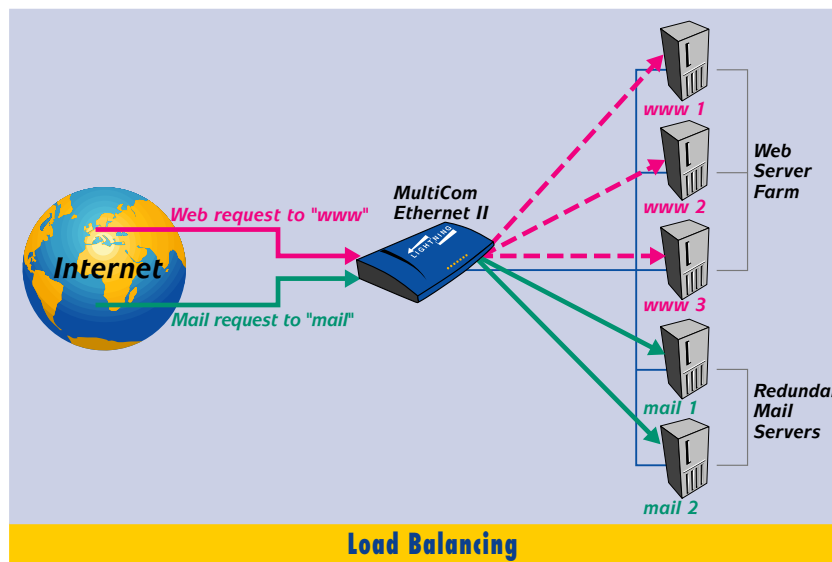 www 1
www 2
Web
Server
Farm
MultiCom
Ethernet II
LIGHTNING
Web request to "www"
Internet
Mail request to "mail"
www 3
mail 1
Redundan
Mail
Servers
mail 2
Load Balancing